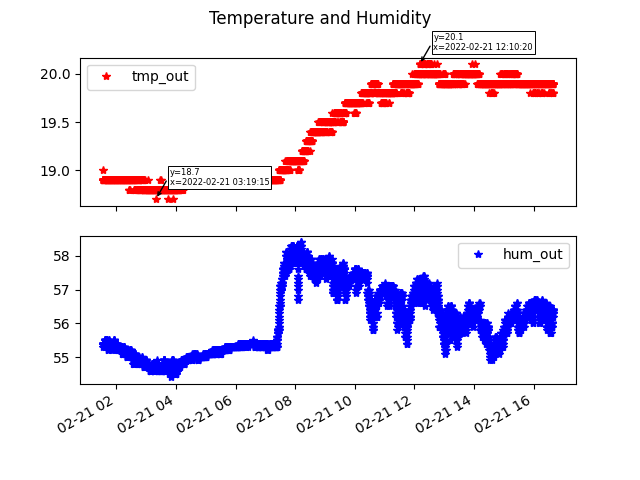 Temperature and Humidity
y=20.1
x=2022-02-21 12:10:20
tmp_out
20.0
19.5
19.0
y=18.7
x=2022-02-21 03:19:15
hum_out
58
57
56
55
02-21 02
02-21 04
02-21 06
02-21 08
02-21 10
02-21 12
02-21 14
02-21 16